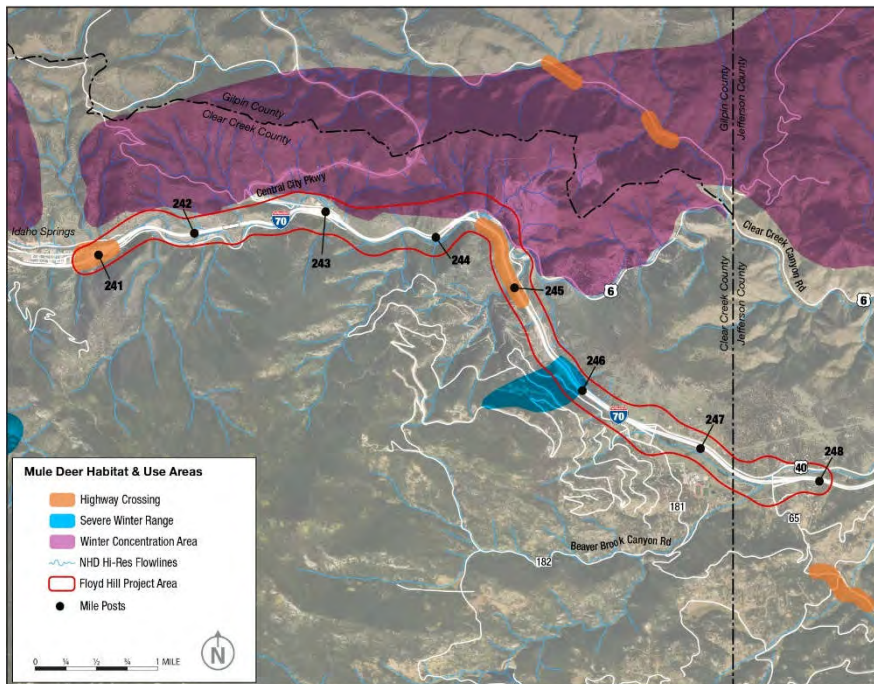 Gilpin County
Clear Creek County
Gilpin County
Jefferson County
Central City Pkwy
Idaho Springs
242
70
243
241
244
245
6
Clear Creek Canyon Rd
6
Clear Creek County
Jefferson County
246
70
247
248
40
181
65
Beaver Brook Canyon Rd
182
Mule Deer Habitat & Use Areas
Highway Crossing
Severe Winter Range
Winter Concentration Area
NHD Hi-Res Flowlines
Floyd Hill Project Area
Mile Posts
0 ¼ ½ ¾ 1 MILE
N